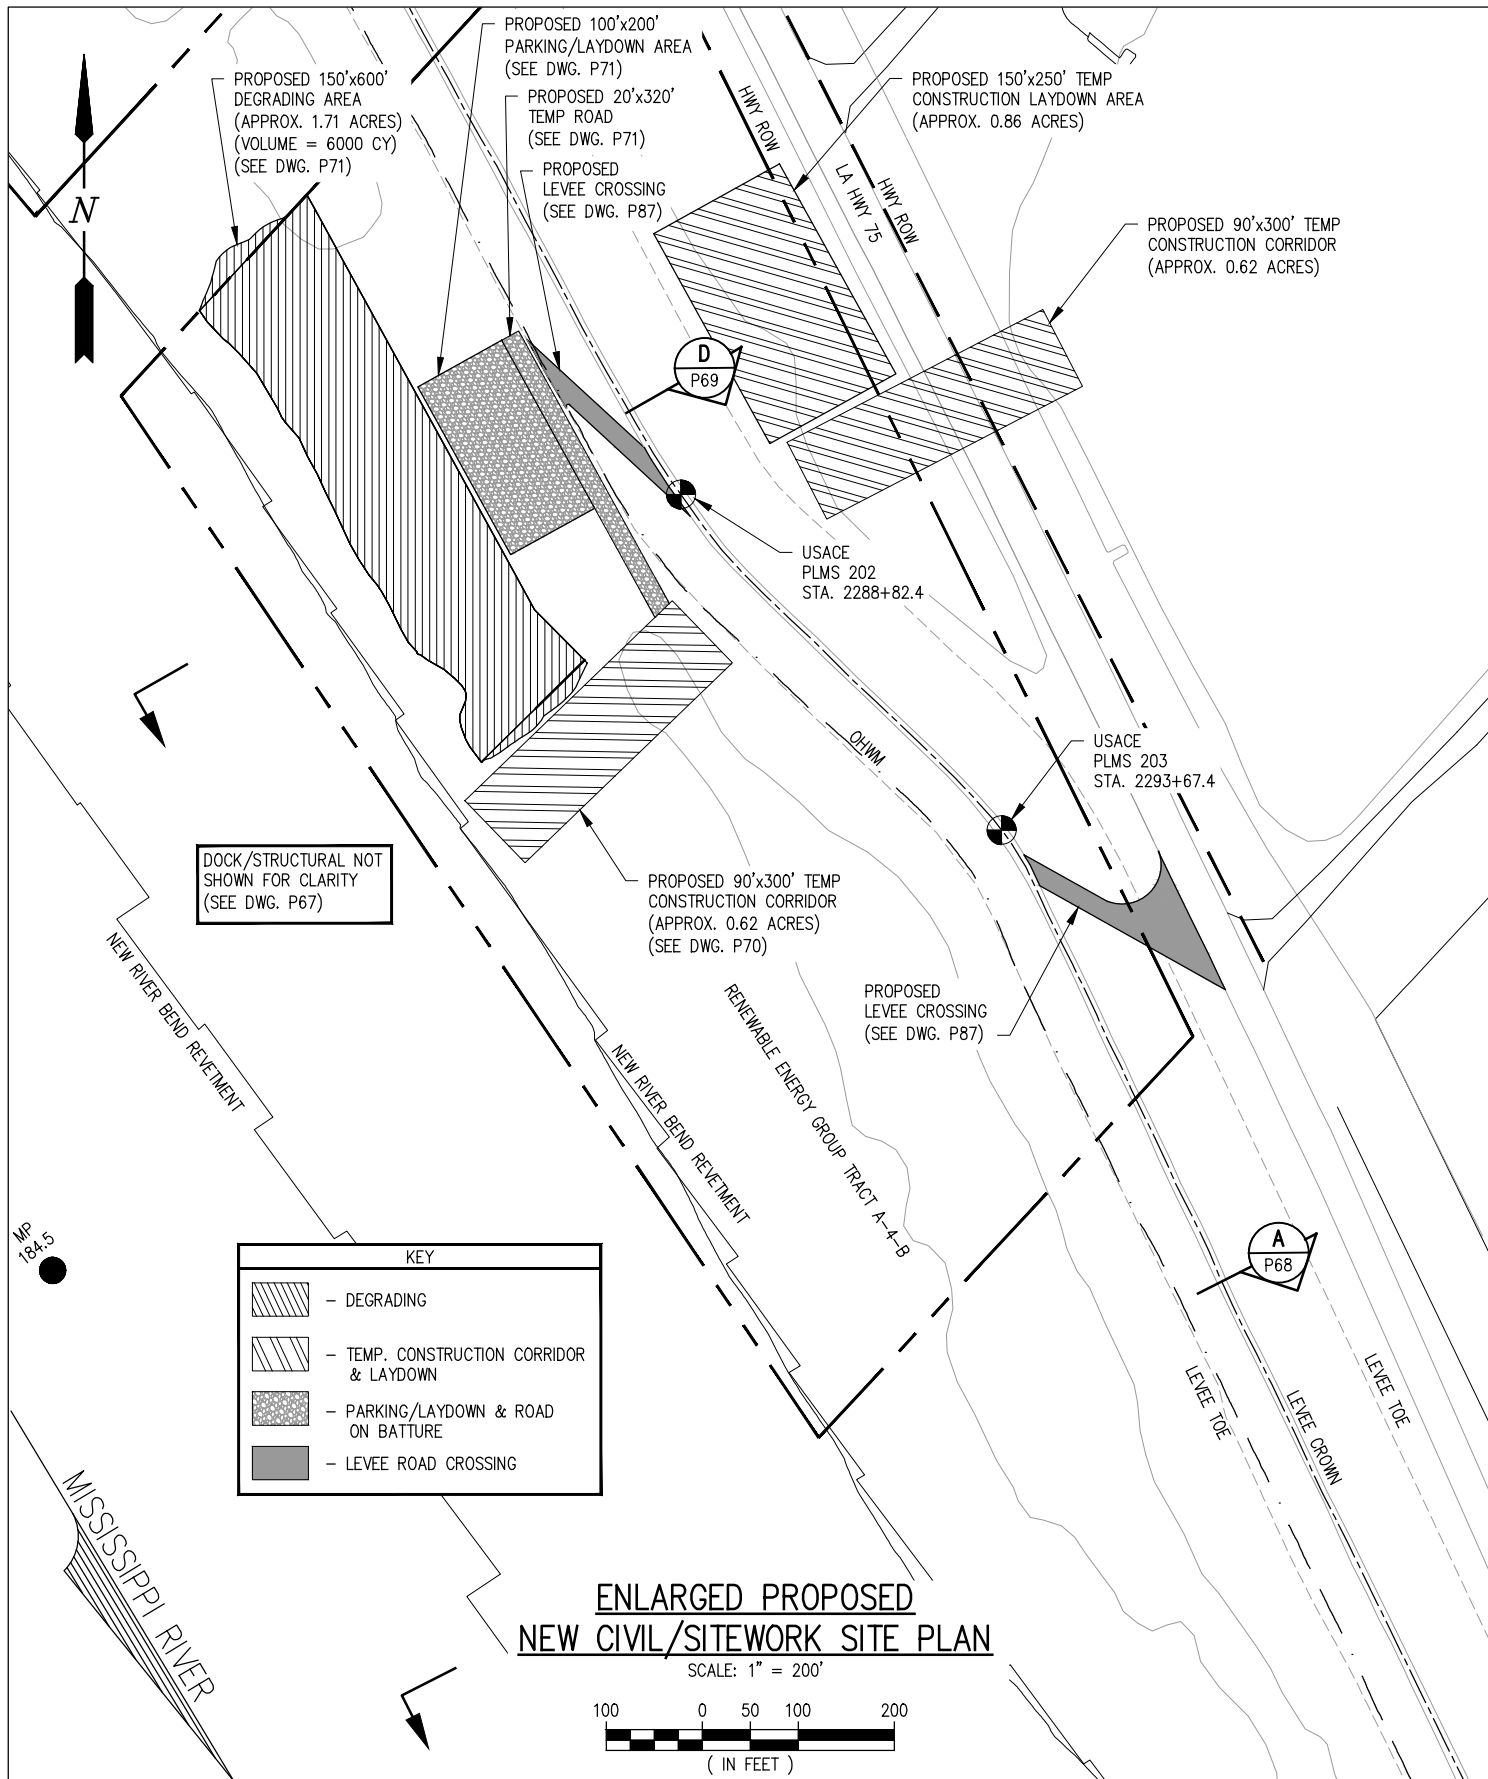 PROPOSED 100'x200'
PARKING/LAYDOWN AREA
(SEE DWG. P71)
PROPOSED 150'x600'
DEGRADING AREA
(APPROX. 1.71 ACRES)
(VOLUME = 6000 CY)
(SEE DWG. P71)
PROPOSED 20'x320'
TEMP ROAD
(SEE DWG. P71)
PROPOSED
LEVEE CROSSING
(SEE DWG. P87)
HWY ROW
LA HWY 75
HWY ROW
PROPOSED 150'x250' TEMP
CONSTRUCTION LAYDOWN AREA
(APPROX. 0.86 ACRES)
PROPOSED 90'x300' TEMP
CONSTRUCTION CORRIDOR
(APPROX. 0.62 ACRES)
N
D
P69
USACE
PLMS 202
STA. 2288+82.4
OHWM
USACE
PLMS 203
STA. 2293+67.4
DOCK/STRUCTURAL NOT
SHOWN FOR CLARITY
(SEE DWG. P67)
PROPOSED 90'x300' TEMP
CONSTRUCTION CORRIDOR
(APPROX. 0.62 ACRES)
(SEE DWG. P70)
PROPOSED
LEVEE CROSSING
(SEE DWG. P87)
NEW RIVER BEND REVETMENT
NEW RIVER BEND REVETMENT
RENEWABLE ENERGY GROUP TRACT A-4-B
MP
184.5
A
P68
KEY
- DEGRADING
- TEMP. CONSTRUCTION CORRIDOR
& LAYDOWN
- PARKING/LAYDOWN & ROAD
ON BATTURE
- LEVEE ROAD CROSSING
LEVEE TOE
LEVEE CROWN
LEVEE TOE
MISSISSIPPI RIVER
ENLARGED PROPOSED
NEW CIVIL/SITEWORK SITE PLAN
SCALE: 1" = 200'
100 0 50 100 200
( IN FEET )